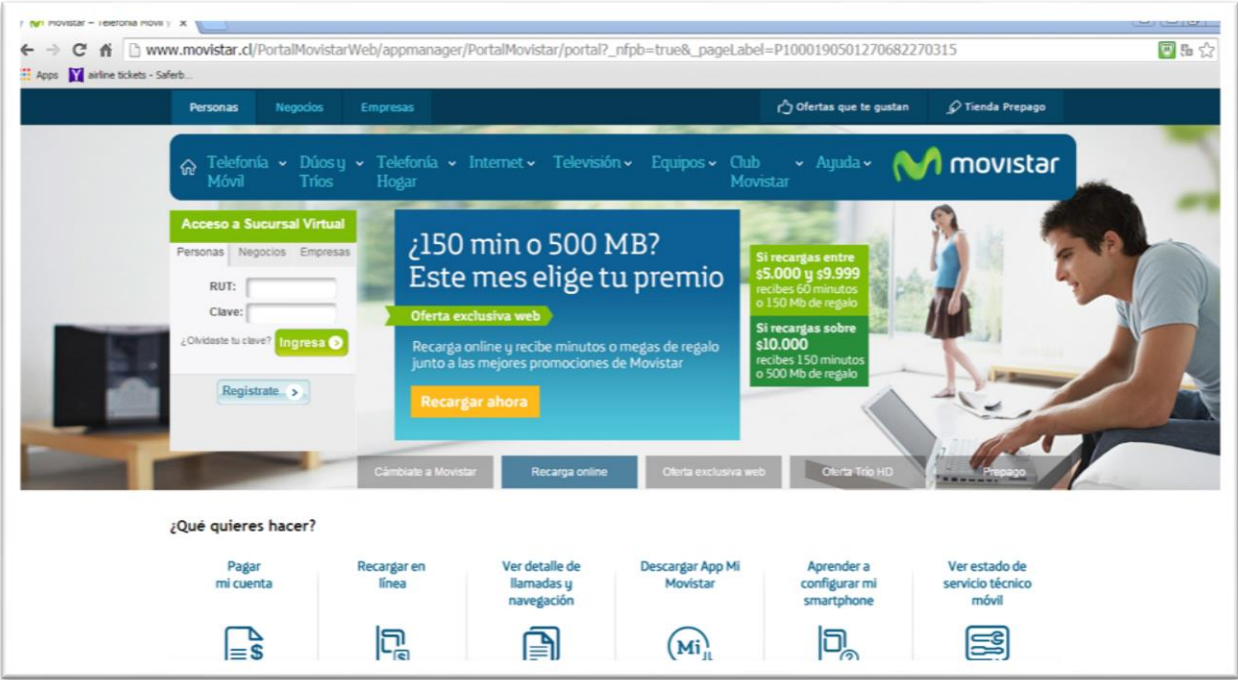 Movistar – Telefonía Móvil y
www.movistar.cl/PortalMovistarWeb/appmanager/PortalMovistar/portal?_nfpb=true&_pageLabel=P1000190501270682270315
Apps airline tickets - Saferb...
Personas Negocios Empresas Ofertas que te gustan Tienda Prepago
Telefonía Móvil
Dúos y Tríos
Telefonía Hogar
Internet
Televisión
Equipos
Club Movistar
Ayuda
movistar
Acceso a Sucursal Virtual
Personas Negocios Empresas
RUT:
Clave:
¿Olvidaste tu clave? Ingresa
Regístrate
¿150 min o 500 MB?
Este mes elige tu premio
Oferta exclusiva web
Recarga online y recibe minutos o megas de regalo
junto a las mejores promociones de Movistar
Recargar ahora
Si recargas entre
$5.000 y $9.999
recibes 60 minutos
o 150 Mb de regalo
Si recargas sobre
$10.000
recibes 150 minutos
o 500 Mb de regalo
Cámbiate a Movistar Recarga online Oferta exclusiva web Oferta Trío HD Prepago
¿Qué quieres hacer?
Pagar
mi cuenta
Recargar en
línea
Ver detalle de
llamadas y
navegación
Descargar App Mi
Movistar
Aprender a
configurar mi
smartphone
Ver estado de
servicio técnico
móvil
$
$
Mi
?